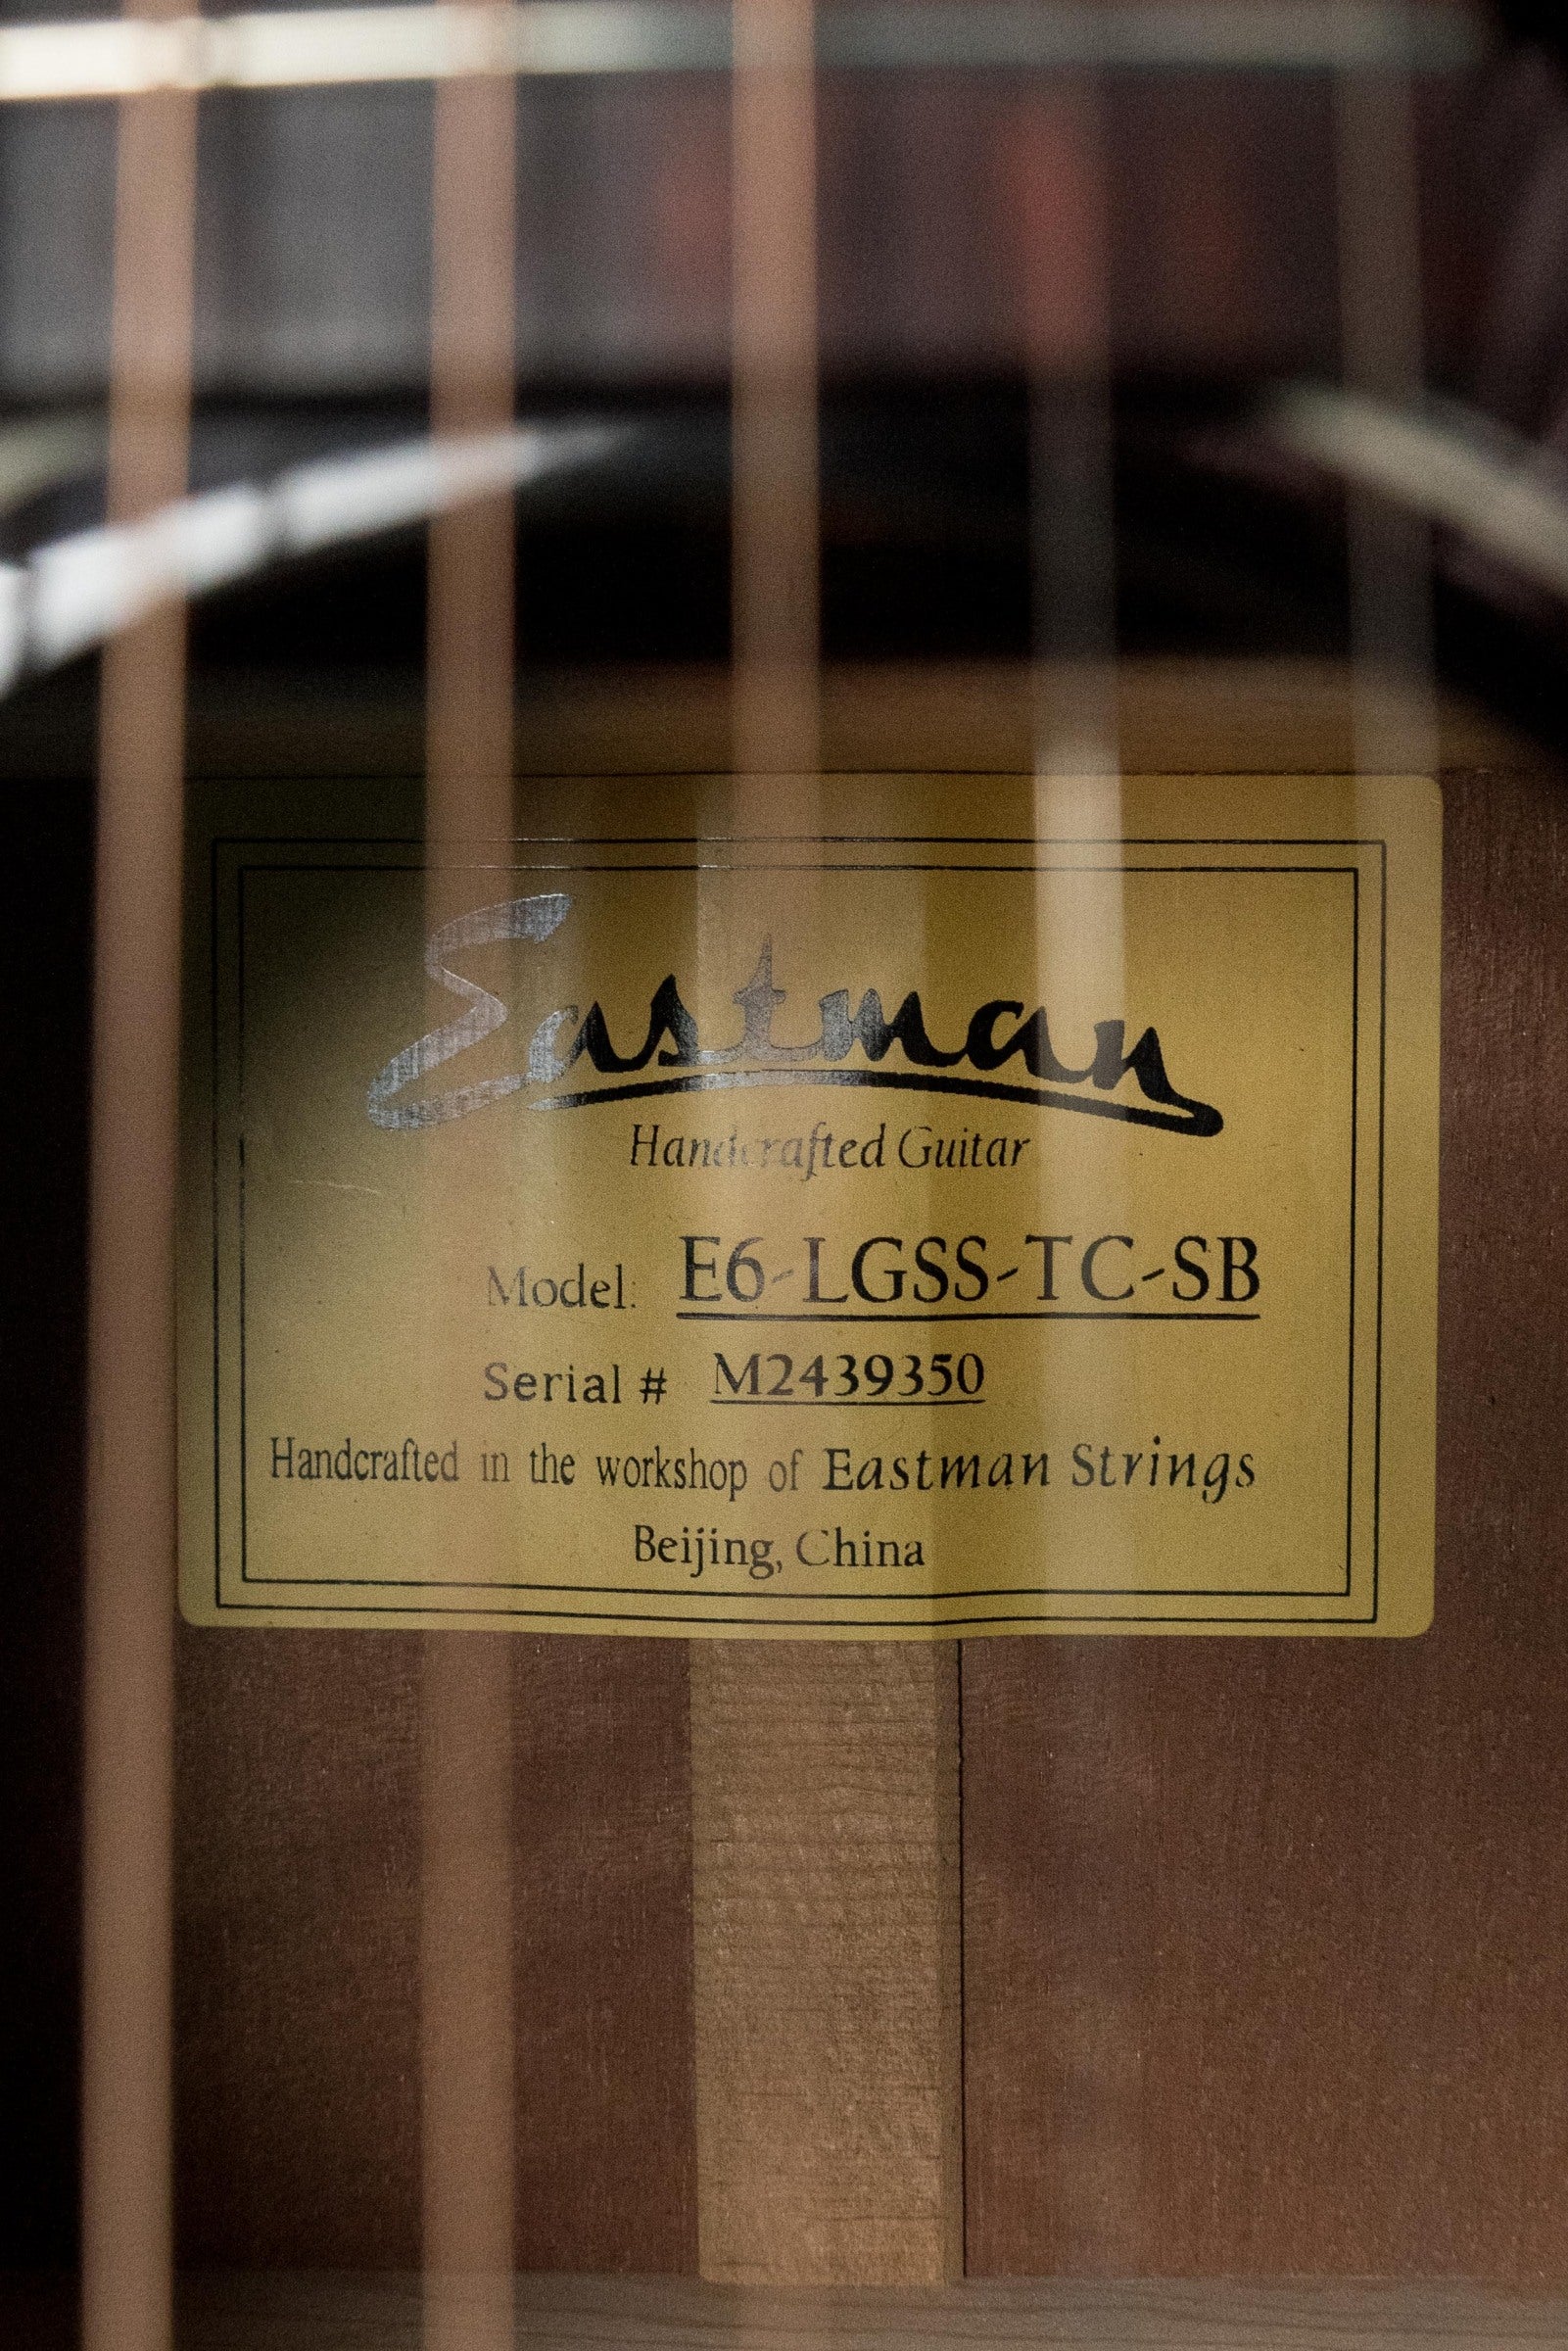 Eastman
Handcrafted Guitar
Model: E6-LGSS-TC-SB
Serial # M2439350
Handcrafted in the workshop of Eastman Strings
Beijing, China